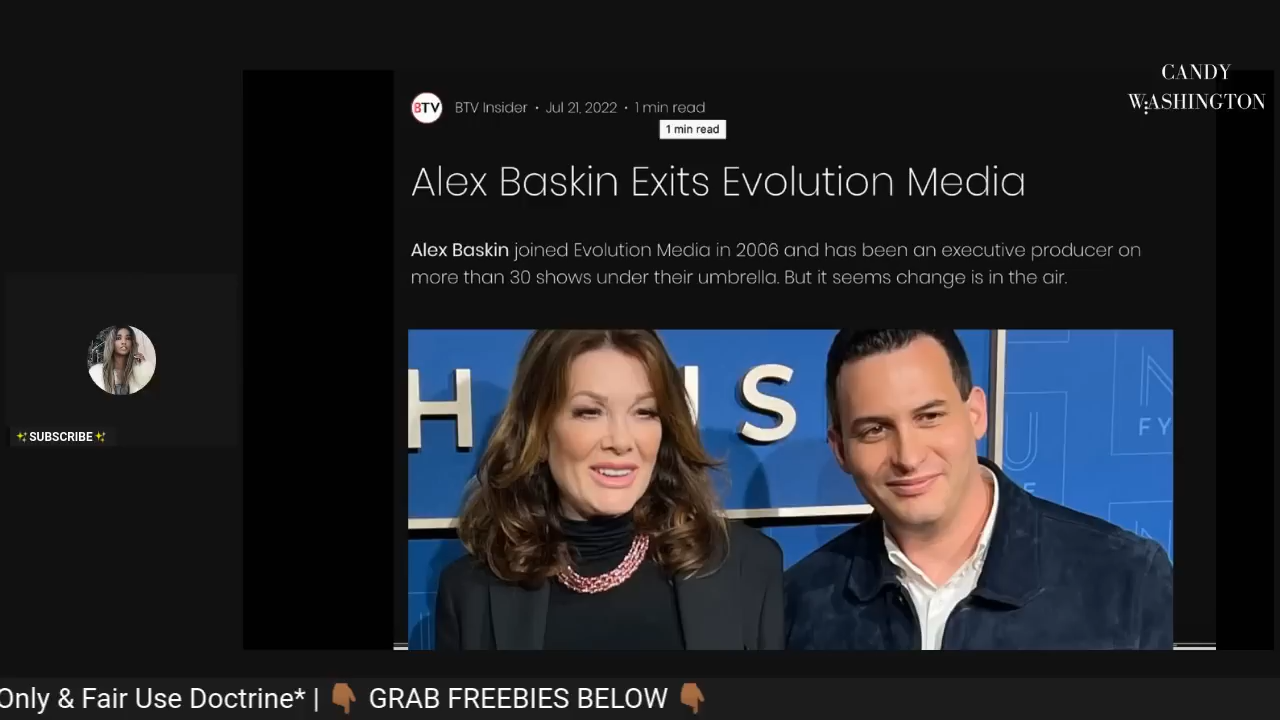 CANDY
WASHINGTON
BTV
BTV Insider • Jul 21, 2022 • 1 min read
1 min read
Alex Baskin Exits Evolution Media
Alex Baskin joined Evolution Media in 2006 and has been an executive producer on
more than 30 shows under their umbrella. But it seems change is in the air.
H
U S
N
FY
U
E
N
✨SUBSCRIBE✨
Only & Fair Use Doctrine* | 👇🏾 GRAB FREEBIES BELOW 👇🏾